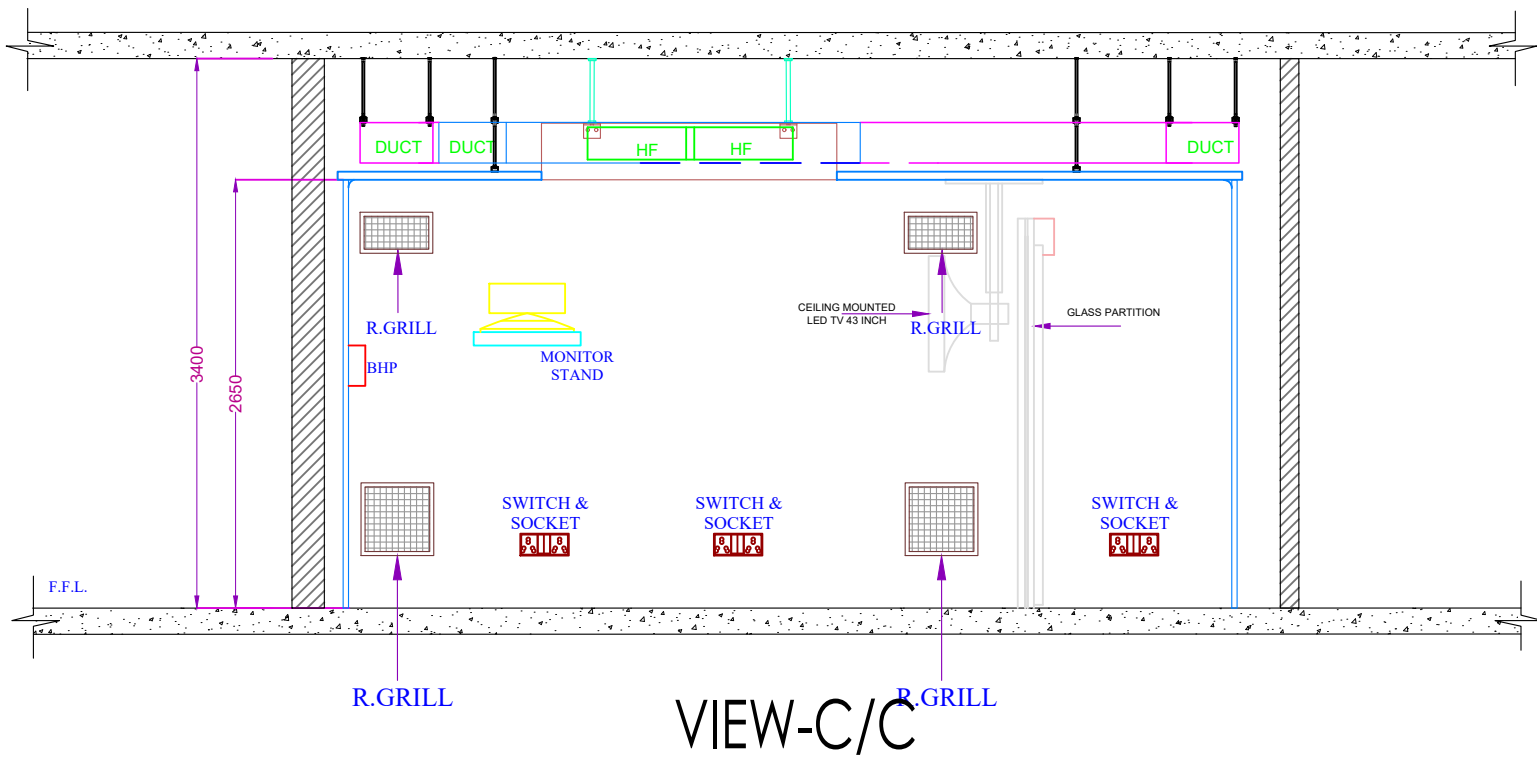 DUCT
DUCT
HF
HF
DUCT
R.GRILL
CEILING MOUNTED
LED TV 43 INCH
R.GRILL
GLASS PARTITION
MONITOR
STAND
BHP
3400
2650
SWITCH &
SOCKET
SWITCH &
SOCKET
SWITCH &
SOCKET
F.F.L.
R.GRILL
R.GRILL
VIEW-C/C